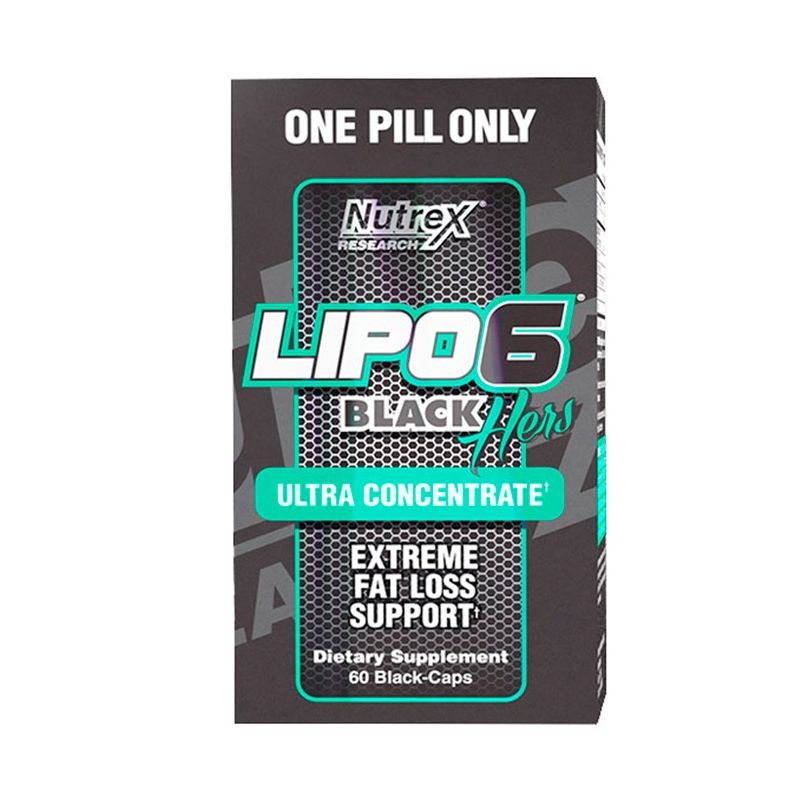 ONE PILL ONLY
Nutrex®
RESEARCH
LIPO6®
BLACK Hers
ULTRA CONCENTRATE†
EXTREME
FAT LOSS
SUPPORT†
Dietary Supplement
60 Black-Caps